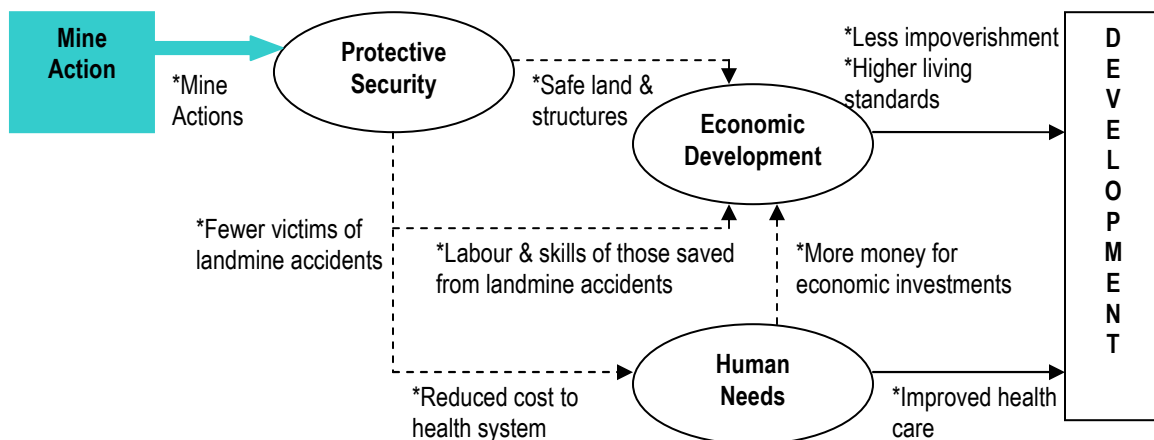 Mine
Action
*Mine
Actions
Protective
Security
*Safe land &
structures
Economic
Development
*Less impoverishment
*Higher living
standards
*Fewer victims of
landmine accidents
*Labour & skills of those saved
from landmine accidents
*More money for
economic investments
*Reduced cost to
health system
Human
Needs
*Improved health
care
D
E
V
E
L
O
P
M
E
N
T